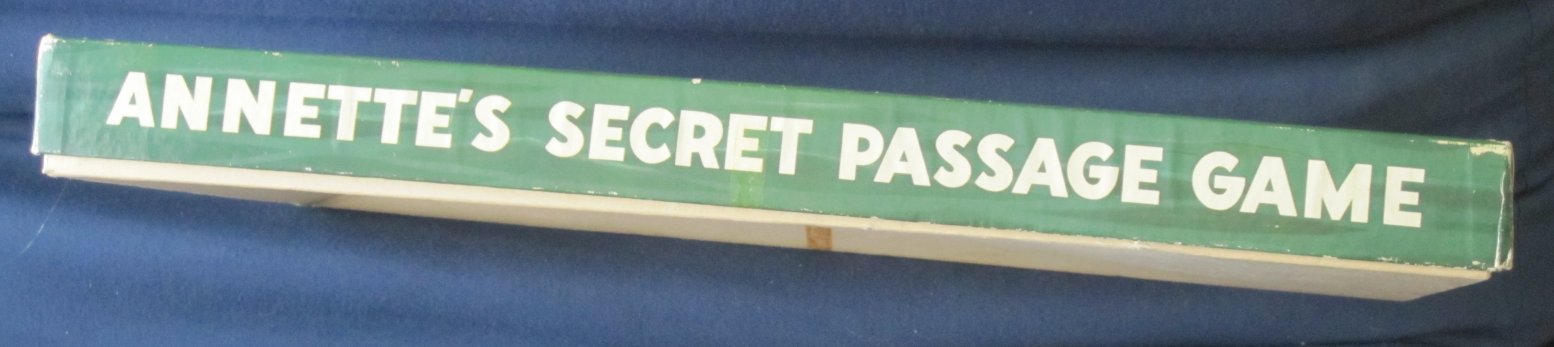 ANNETTE'S SECRET PASSAGE GAME